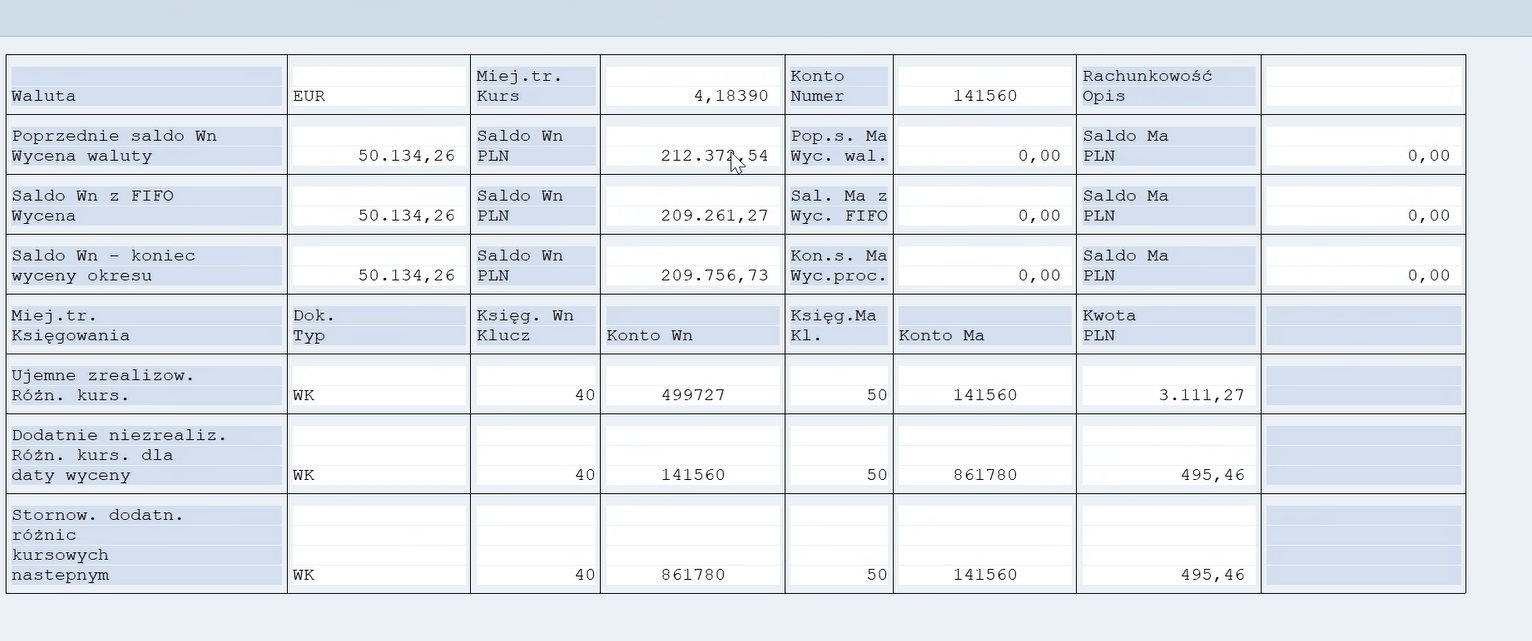 Waluta EUR Miej.tr. Kurs 4,18390 Konto Numer 141560 Rachunkowość Opis
Poprzednie saldo Wn Wycena waluty 50.134,26 Saldo Wn PLN 212.372,54 Pop.s. Ma Wyc. wal. 0,00 Saldo Ma PLN 0,00
Saldo Wn z FIFO Wycena 50.134,26 Saldo Wn PLN 209.261,27 Sal. Ma z Wyc. FIFO 0,00 Saldo Ma PLN 0,00
Saldo Wn - koniec wyceny okresu 50.134,26 Saldo Wn PLN 209.756,73 Kon.s. Ma Wyc.proc. 0,00 Saldo Ma PLN 0,00
Miej.tr. Księgowania Dok. Typ Księg. Wn Klucz Konto Wn Księg.Ma Kl. Konto Ma Kwota PLN
Ujemne zrealizow. Różn. kurs. WK 40 499727 50 141560 3.111,27
Dodatnie niezrealiz. Różn. kurs. dla daty wyceny WK 40 141560 50 861780 495,46
Stornow. dodatn. różnic kursowych nastepnym WK 40 861780 50 141560 495,46